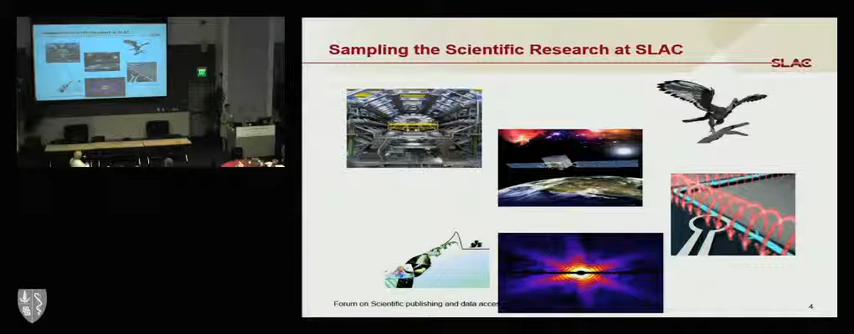 Sampling the Scientific Research at SLAC
SLAC
Forum on Scientific publishing and data acces
4